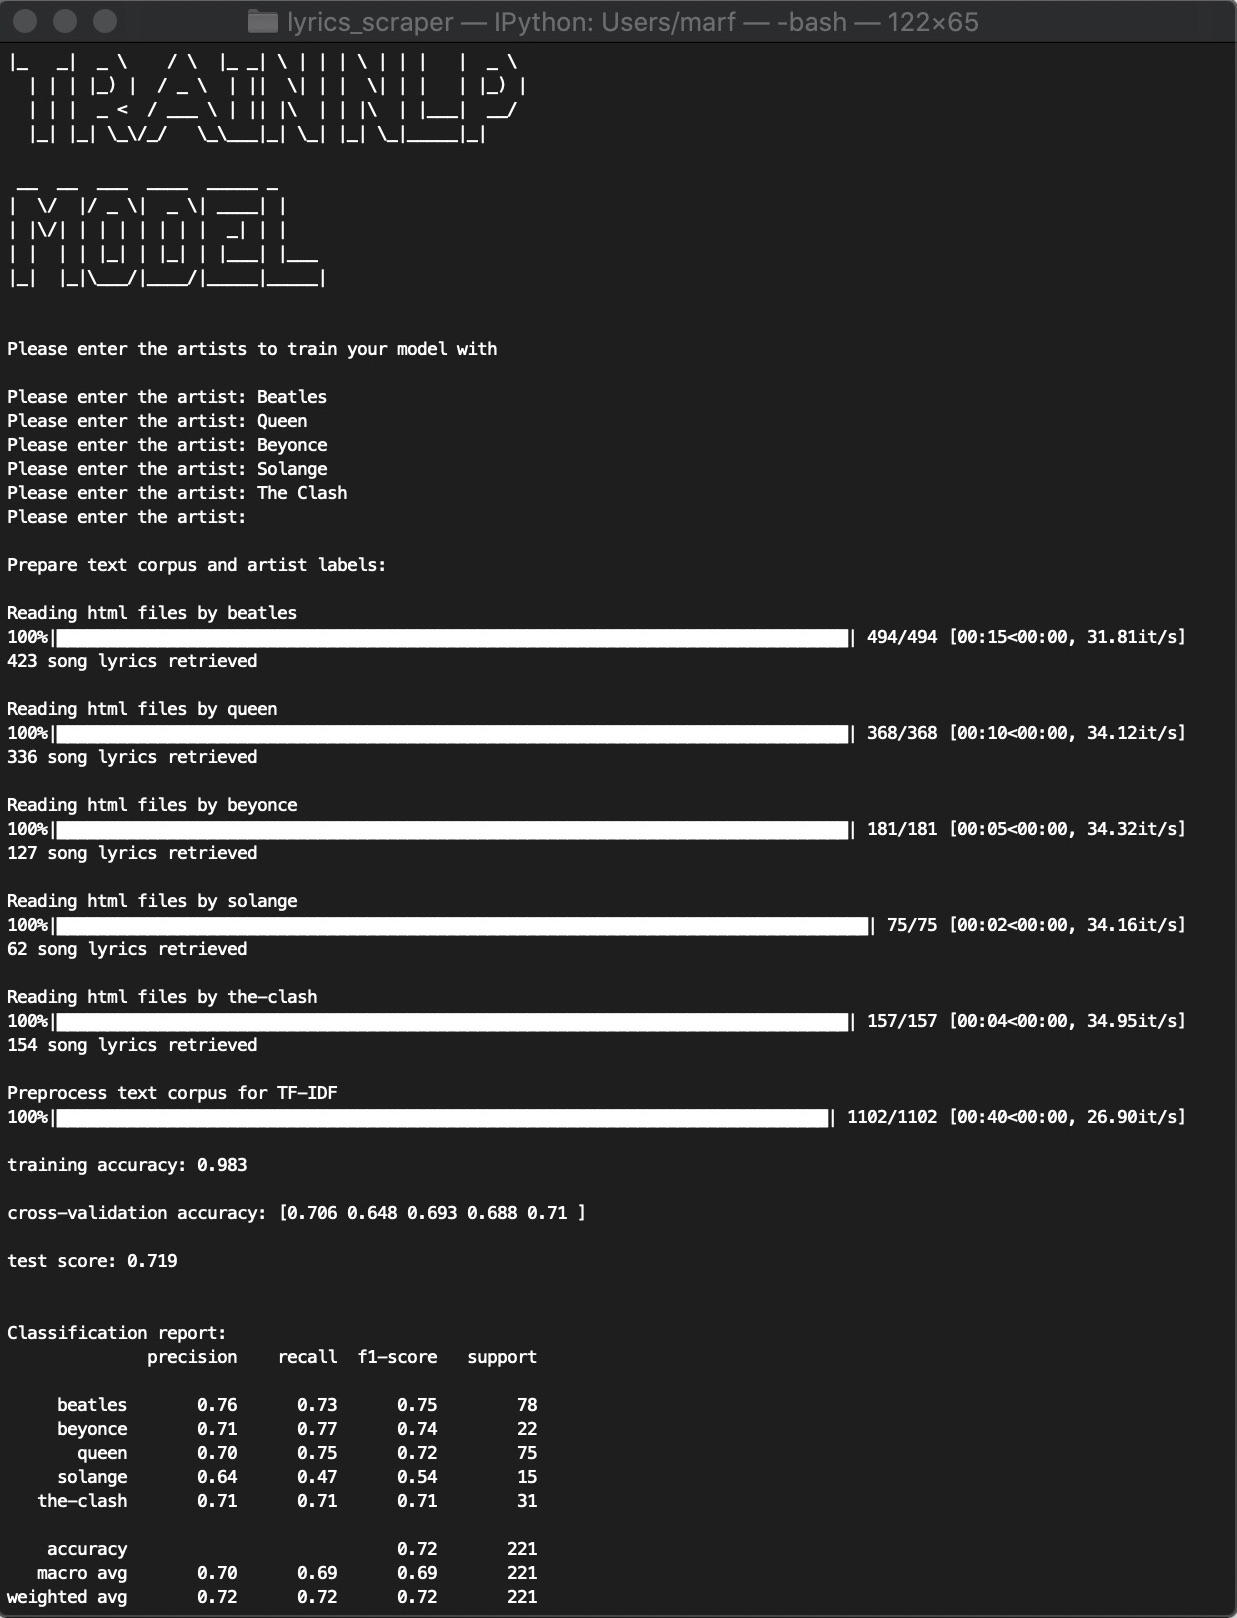 lyrics_scraper — IPython: Users/marf — -bash — 122×65
TRAIN NLP
MODEL
Please enter the artists to train your model with
Please enter the artist: Beatles
Please enter the artist: Queen
Please enter the artist: Beyonce
Please enter the artist: Solange
Please enter the artist: The Clash
Please enter the artist:
Prepare text corpus and artist labels:
Reading html files by beatles
100%| | 494/494 [00:15<00:00, 31.81it/s]
423 song lyrics retrieved
Reading html files by queen
100%| | 368/368 [00:10<00:00, 34.12it/s]
336 song lyrics retrieved
Reading html files by beyonce
100%| | 181/181 [00:05<00:00, 34.32it/s]
127 song lyrics retrieved
Reading html files by solange
100%| | 75/75 [00:02<00:00, 34.16it/s]
62 song lyrics retrieved
Reading html files by the-clash
100%| | 157/157 [00:04<00:00, 34.95it/s]
154 song lyrics retrieved
Preprocess text corpus for TF-IDF
100%| | 1102/1102 [00:40<00:00, 26.90it/s]
training accuracy: 0.983
cross-validation accuracy: [0.706 0.648 0.693 0.688 0.71 ]
test score: 0.719
Classification report:
precision recall f1-score support
beatles 0.76 0.73 0.75 78
beyonce 0.71 0.77 0.74 22
queen 0.70 0.75 0.72 75
solange 0.64 0.47 0.54 15
the-clash 0.71 0.71 0.71 31
accuracy 0.72 221
macro avg 0.70 0.69 0.69 221
weighted avg 0.72 0.72 0.72 221